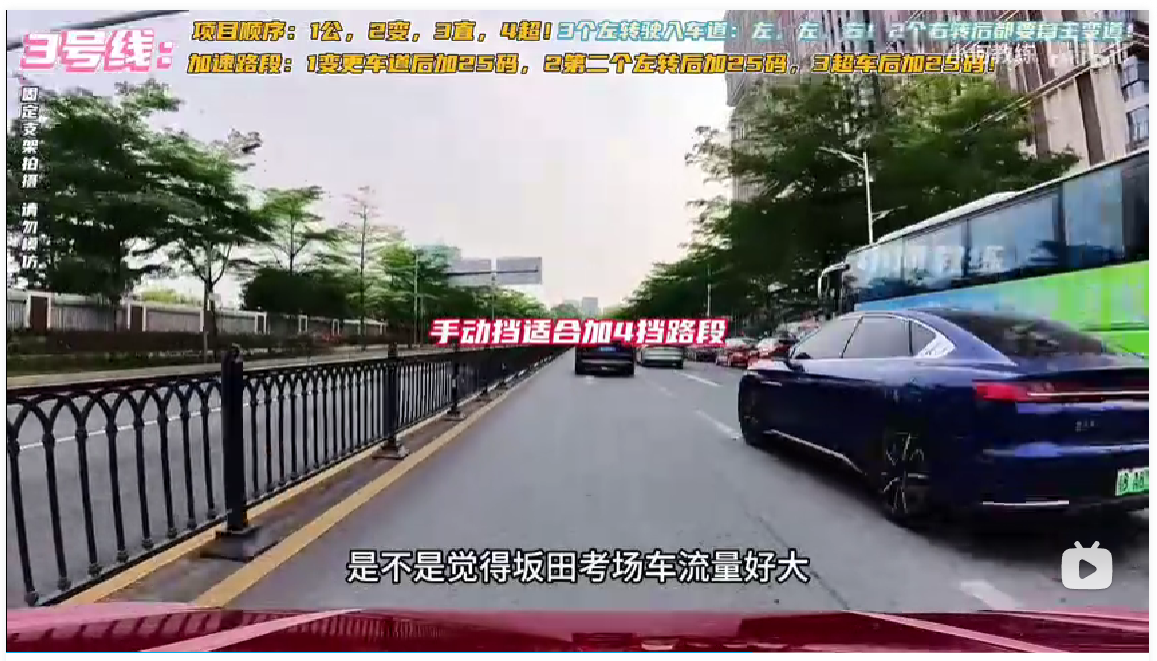 3号线：
项目顺序：1公，2变，3直，4超！3个左转驶入车道：左，左，右！2个右转后都要自主变道！
加速路段：1变更车道后加25码，2第二个左转后加25码，3超车后加25码！
固定支架拍摄 请勿模仿
手动挡适合加4挡路段
是不是觉得坂田考场车流量好大